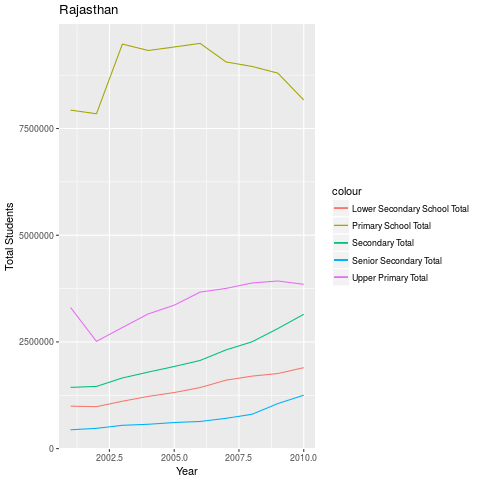 Rajasthan
Total Students
7500000
5000000
2500000
0
2002.5 2005.0 2007.5 2010.0
Year
colour
Lower Secondary School Total
Primary School Total
Secondary Total
Senior Secondary Total
Upper Primary Total